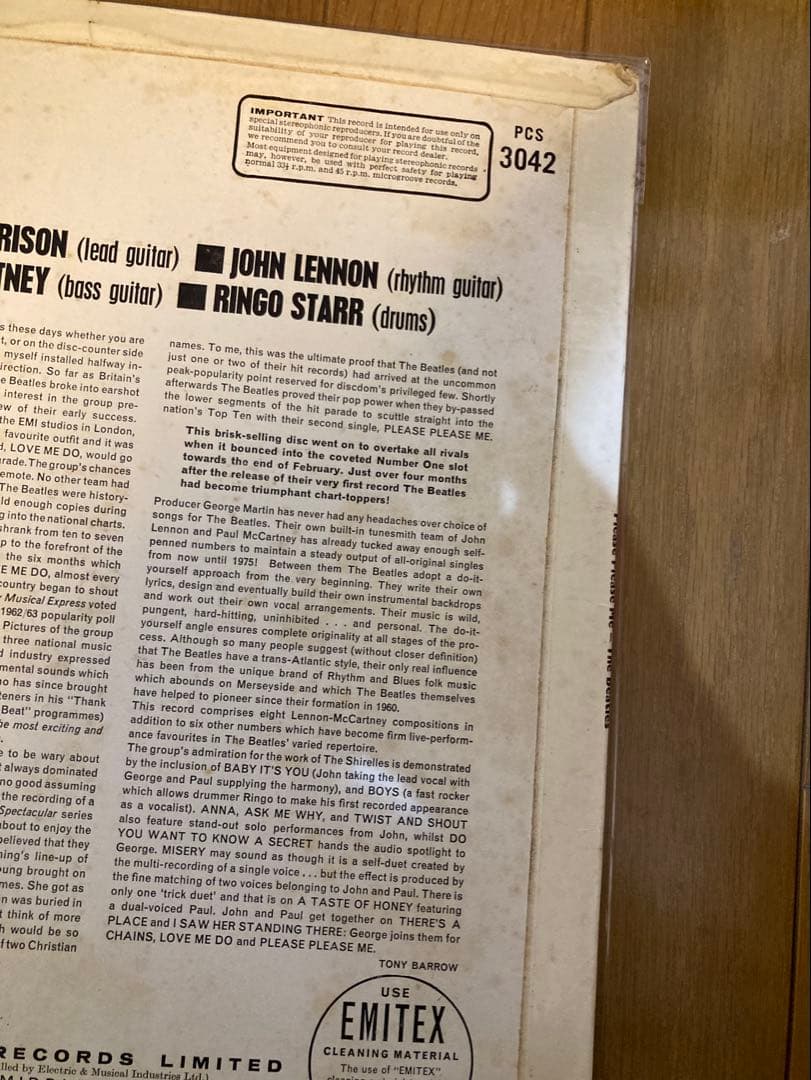 IMPORTANT This record is intended for use only on
special stereophonic reproducers. If you are doubtful of the
suitability of your reproducer for playing this record,
we recommend you to consult your record dealer.
Most equipment designed for playing stereophonic records
may, however, be used with perfect safety for playing
normal 33⅓ r.p.m. and 45 r.p.m. microgroove records.
PCS
3042
RISON (lead guitar) ■ JOHN LENNON (rhythm guitar)
TNEY (bass guitar) ■ RINGO STARR (drums)
s these days whether you are
t, or on the disc-counter side
myself installed halfway in-
irection. So far as Britain's
e Beatles broke into earshot
interest in the group pre-
ew of their early success.
the EMI studios in London,
favourite outfit and it was
d, LOVE ME DO, would go
rade. The group's chances
emote. No other team had
The Beatles were history-
ld enough copies during
g into the national charts.
shrank from ten to seven
p to the forefront of the
the six months which
E ME DO, almost every
country began to shout
Musical Express voted
1962/63 popularity poll
Pictures of the group
three national music
d industry expressed
mental sounds which
o has since brought
teners in his "Thank
Beat" programmes)
he most exciting and
.
e to be wary about
t always dominated
no good assuming
the recording of a
Spectacular series
about to enjoy the
believed that they
ning's line-up of
ung brought on
mes. She got as
n was buried in
t think of more
h would be so
f two Christian
names. To me, this was the ultimate proof that The Beatles (and not
just one or two of their hit records) had arrived at the uncommon
peak-popularity point reserved for discdom's privileged few. Shortly
afterwards The Beatles proved their pop power when they by-passed
the lower segments of the hit parade to scuttle straight into the
nation's Top Ten with their second single, PLEASE PLEASE ME.
This brisk-selling disc went on to overtake all rivals
when it bounced into the coveted Number One slot
towards the end of February. Just over four months
after the release of their very first record The Beatles
had become triumphant chart-toppers!
Producer George Martin has never had any headaches over choice of
songs for The Beatles. Their own built-in tunesmith team of John
Lennon and Paul McCartney has already tucked away enough self-
penned numbers to maintain a steady output of all-original singles
from now until 1975! Between them The Beatles adopt a do-it-
yourself approach from the very beginning. They write their own
lyrics, design and eventually build their own instrumental backdrops
and work out their own vocal arrangements. Their music is wild,
pungent, hard-hitting, uninhibited . . . and personal. The do-it-
yourself angle ensures complete originality at all stages of the pro-
cess. Although so many people suggest (without closer definition)
that The Beatles have a trans-Atlantic style, their only real influence
has been from the unique brand of Rhythm and Blues folk music
which abounds on Merseyside and which The Beatles themselves
have helped to pioneer since their formation in 1960.
This record comprises eight Lennon-McCartney compositions in
addition to six other numbers which have become firm live-perform-
ance favourites in The Beatles' varied repertoire.
The group's admiration for the work of The Shirelles is demonstrated
by the inclusion of BABY IT'S YOU (John taking the lead vocal with
George and Paul supplying the harmony), and BOYS (a fast rocker
which allows drummer Ringo to make his first recorded appearance
as a vocalist). ANNA, ASK ME WHY, and TWIST AND SHOUT
also feature stand-out solo performances from John, whilst DO
YOU WANT TO KNOW A SECRET hands the audio spotlight to
George. MISERY may sound as though it is a self-duet created by
the multi-recording of a single voice . . . but the effect is produced by
the fine matching of two voices belonging to John and Paul. There is
only one 'trick duet' and that is on A TASTE OF HONEY featuring
a dual-voiced Paul. John and Paul get together on THERE'S A
PLACE and I SAW HER STANDING THERE: George joins them for
CHAINS, LOVE ME DO and PLEASE PLEASE ME.
TONY BARROW
Please Please Me — The Beatles
RECORDS LIMITED
lled by Electric & Musical Industries Ltd.)
USE
EMITEX
CLEANING MATERIAL
The use of "EMITEX"